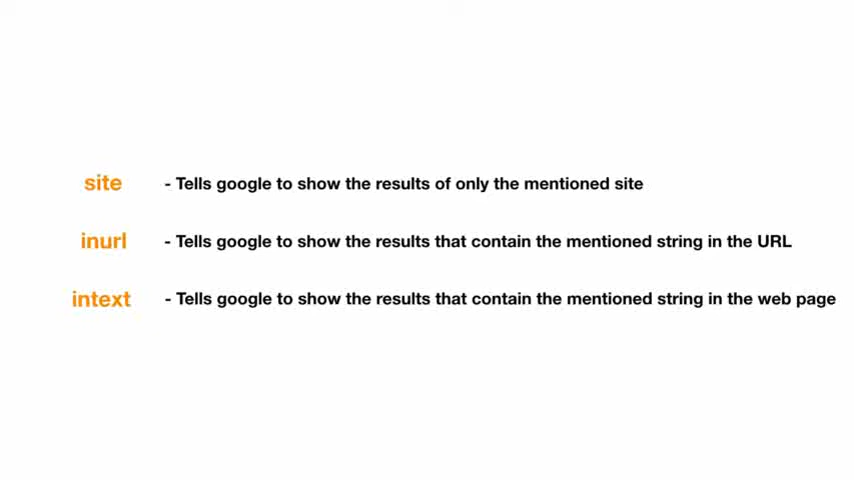 site - Tells google to show the results of only the mentioned site
inurl - Tells google to show the results that contain the mentioned string in the URL
intext - Tells google to show the results that contain the mentioned string in the web page